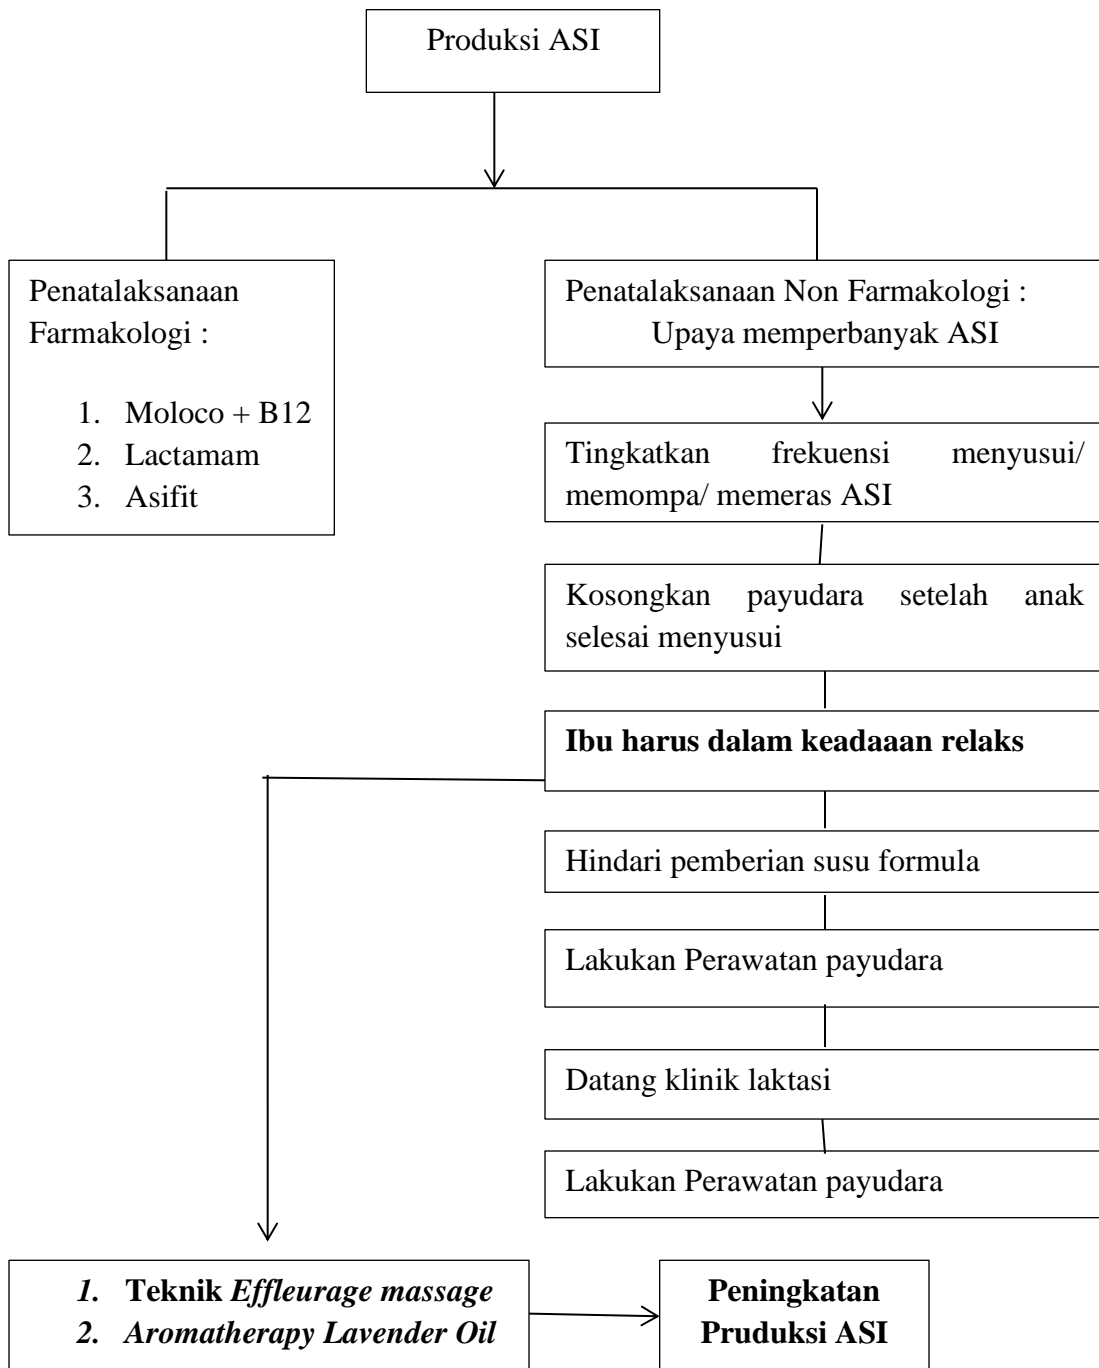 Produksi ASI
Penatalaksanaan
Farmakologi :
1. Moloco + B12
2. Lactamam
3. Asifit
Penatalaksanaan Non Farmakologi :
Upaya memperbanyak ASI
Tingkatkan frekuensi menyusui/
memompa/ memeras ASI
Kosongkan payudara setelah anak
selesai menyusui
Ibu harus dalam keadaaan relaks
Hindari pemberian susu formula
Lakukan Perawatan payudara
Datang klinik laktasi
Lakukan Perawatan payudara
1. Teknik Effleurage massage
2. Aromatherapy Lavender Oil
Peningkatan
Pruduksi ASI